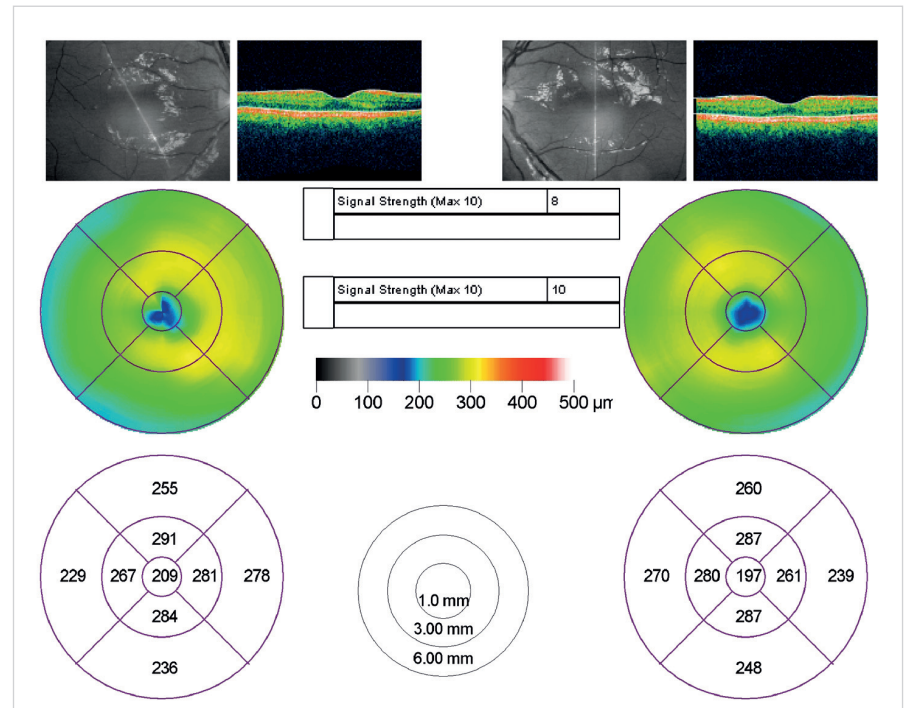 Signal Strength (Max 10) 8
Signal Strength (Max 10) 10
0 100 200 300 400 500 µm
255
291
229 267 209 281 278
284
236
1.0 mm
3.00 mm
6.00 mm
260
287
270 280 197 261 239
287
248